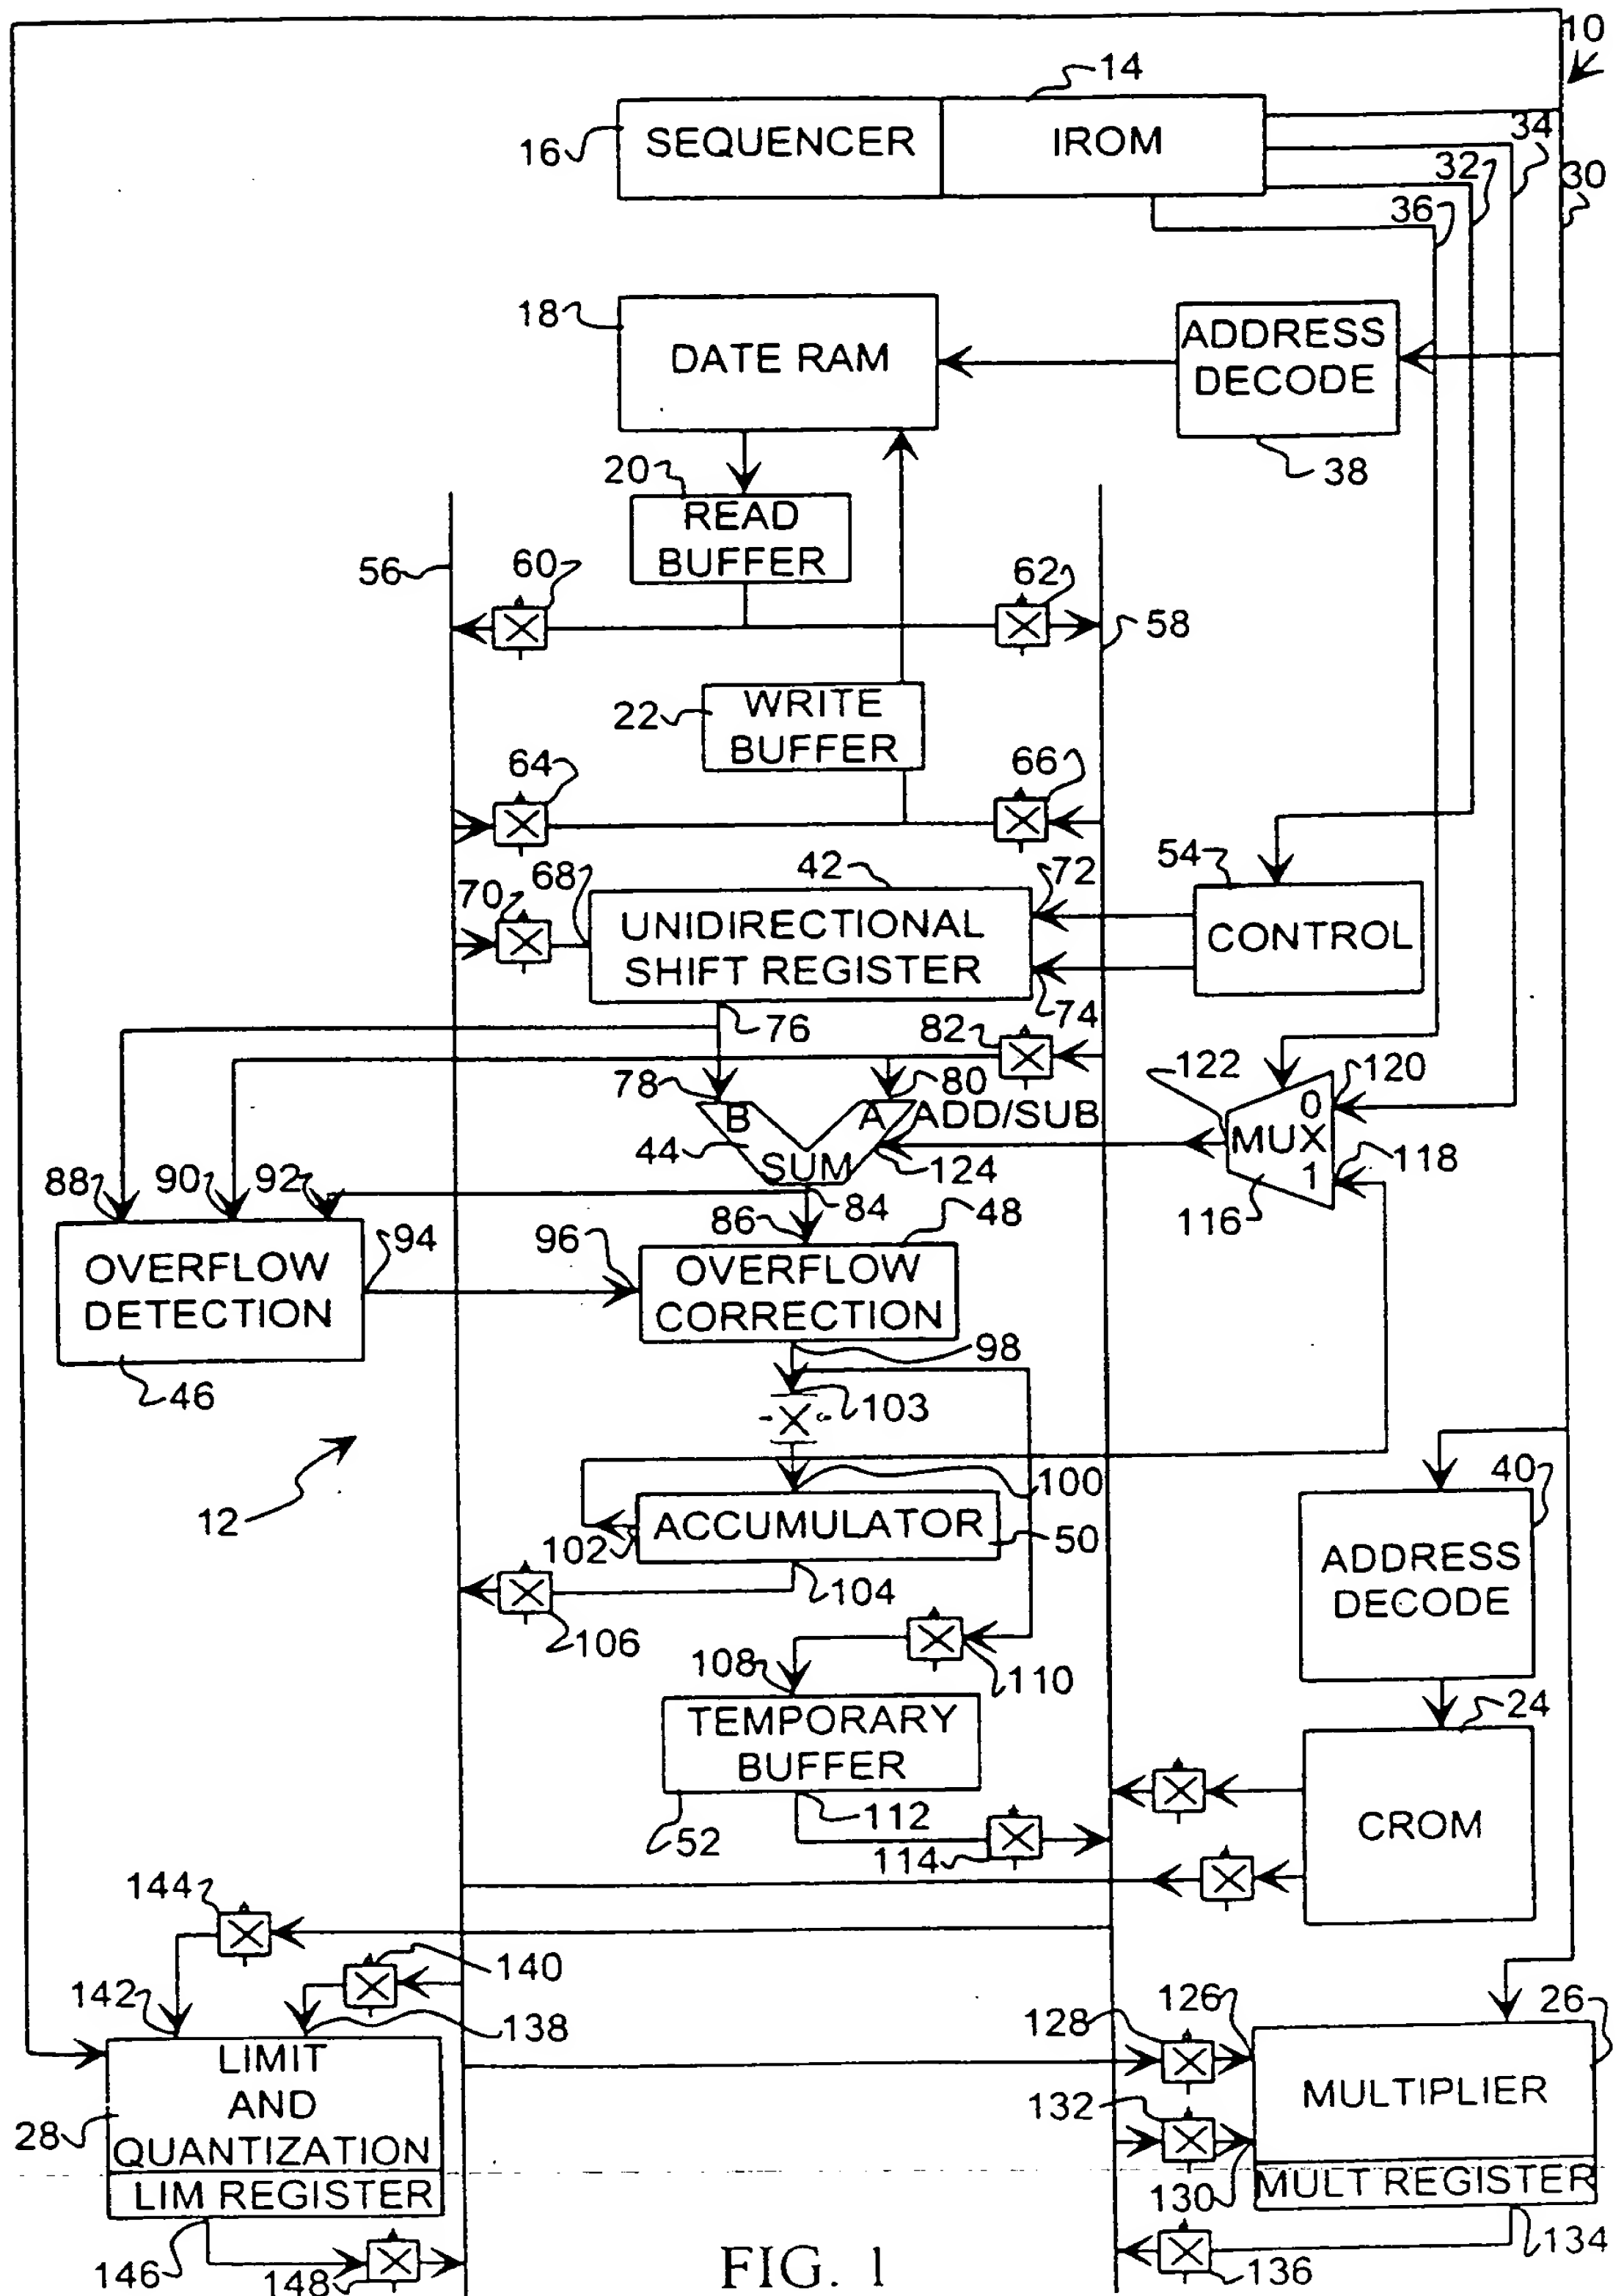 10
14
16 SEQUENCER IROM
34
32
30
36
18
DATE RAM
ADDRESS
DECODE
38
20
READ
BUFFER
56
60
62
58
22
WRITE
BUFFER
64
66
54
42
68
72
70
UNIDIRECTIONAL
SHIFT REGISTER
CONTROL
74
76
82
78
80
122
120
B A ADD/SUB
0
MUX
1
44
SUM
124
118
116
88
90
92
84
86
48
94
96
OVERFLOW
DETECTION
OVERFLOW
CORRECTION
98
46
103
12
100
40
ACCUMULATOR 50
102
104
106
ADDRESS
DECODE
108
110
TEMPORARY
BUFFER
24
52
112
114
CROM
144
140
142
138
128
126
26
LIMIT
AND
QUANTIZATION
28
LIM REGISTER
132
MULTIPLIER
130
MULT REGISTER
146
148
134
136
FIG. 1